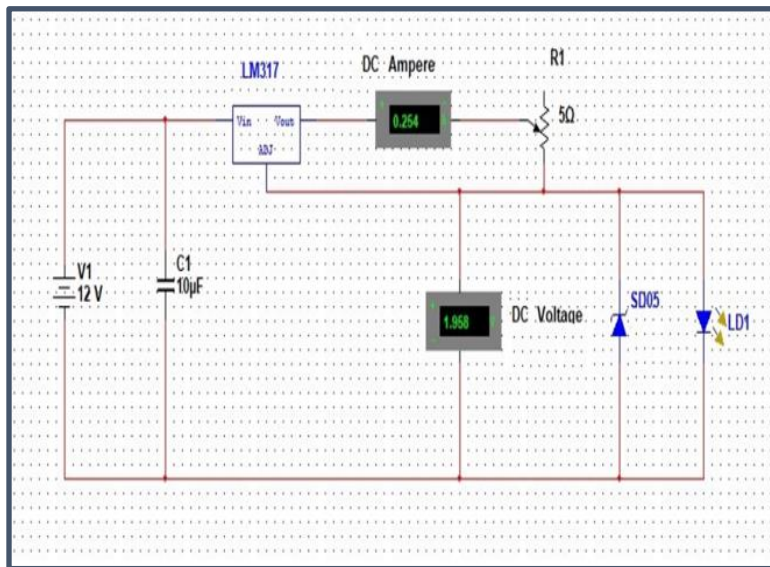 DC Ampere
R1
LM317
0.254
5Ω
Vin Vout
ADJ
V1
12 V
C1
10μF
1.958
DC Voltage
SD05
LD1